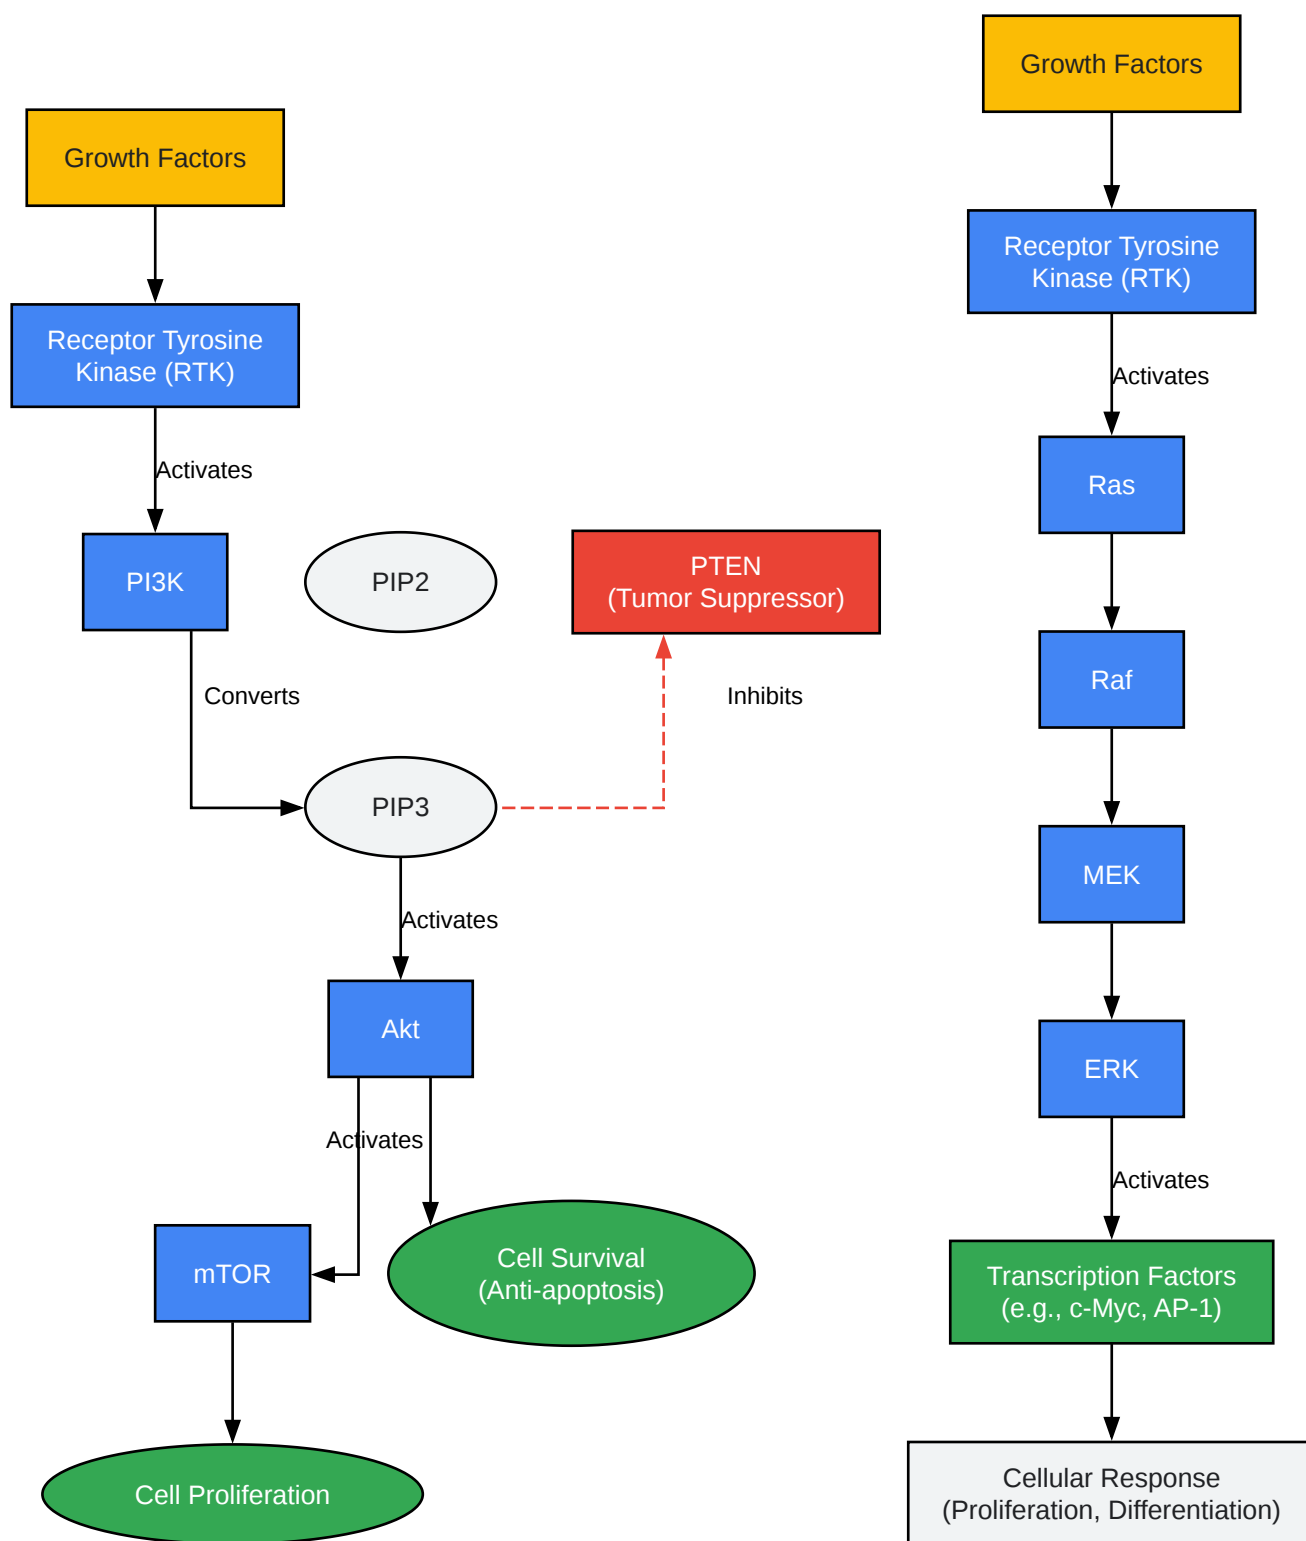 Growth Factors
Receptor Tyrosine
Kinase (RTK)
Activates
PI3K
PIP2
PTEN
(Tumor Suppressor)
Converts
Inhibits
PIP3
Activates
Akt
Activates
mTOR
Cell Survival
(Anti-apoptosis)
Cell Proliferation
Growth Factors
Receptor Tyrosine
Kinase (RTK)
Activates
Ras
Raf
MEK
ERK
Activates
Transcription Factors
(e.g., c-Myc, AP-1)
Cellular Response
(Proliferation, Differentiation)